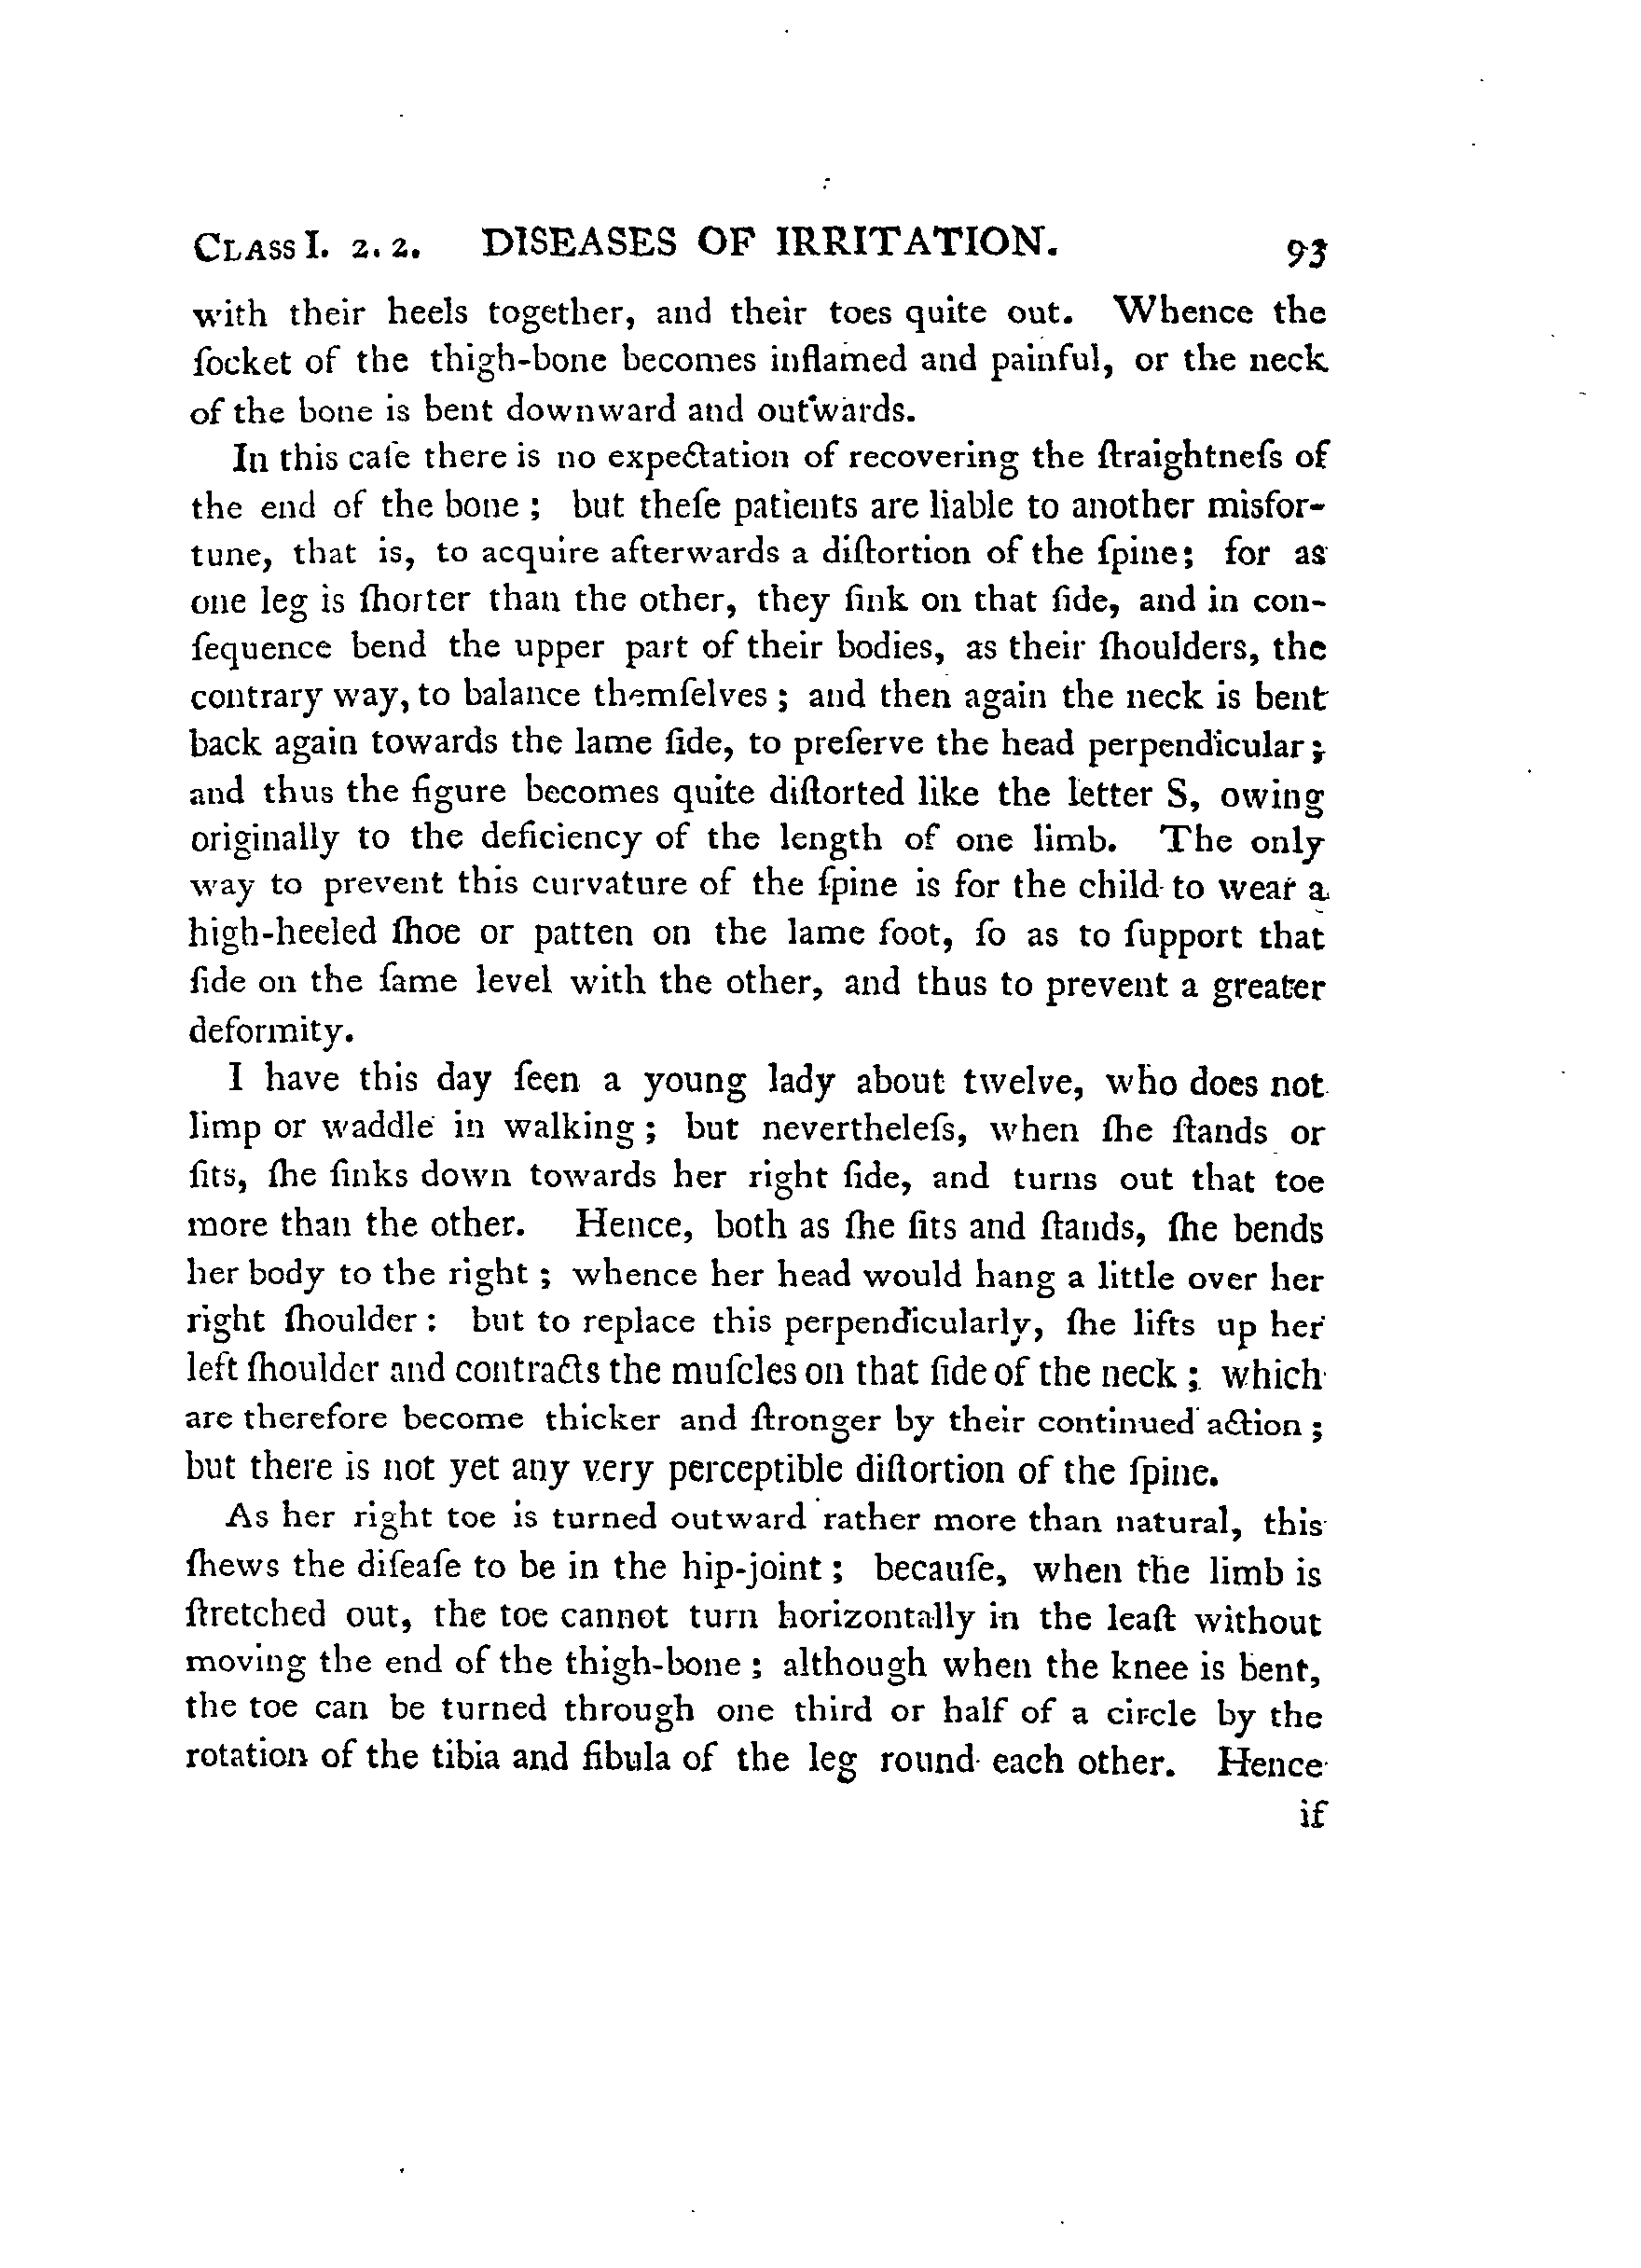 CLASS I. 2. 2. DISEASES OF IRRITATION. 93
with their heels together, and their toes quite out. Whence the
ſocket of the thigh-bone becomes inflamed and painful, or the neck
of the bone is bent downward and outwards.
In this caſe there is no expectation of recovering the ſtraightneſs of
the end of the bone ; but theſe patients are liable to another misfor-
tune, that is, to acquire afterwards a diſtortion of the ſpine; for as
one leg is ſhorter than the other, they ſink on that ſide, and in con-
ſequence bend the upper part of their bodies, as their ſhoulders, the
contrary way, to balance themſelves ; and then again the neck is bent
back again towards the lame ſide, to preſerve the head perpendicular ;
and thus the figure becomes quite diſtorted like the letter S, owing
originally to the deficiency of the length of one limb. The only
way to prevent this curvature of the ſpine is for the child to wear a
high-heeled ſhoe or patten on the lame foot, ſo as to ſupport that
ſide on the ſame level with the other, and thus to prevent a greater
deformity.
I have this day ſeen a young lady about twelve, who does not
limp or waddle in walking ; but nevertheleſs, when ſhe ſtands or
ſits, ſhe ſinks down towards her right ſide, and turns out that toe
more than the other. Hence, both as ſhe ſits and ſtands, ſhe bends
her body to the right ; whence her head would hang a little over her
right ſhoulder : but to replace this perpendicularly, ſhe lifts up her
left ſhoulder and contracts the muſcles on that ſide of the neck ; which
are therefore become thicker and ſtronger by their continued action ;
but there is not yet any very perceptible diſtortion of the ſpine.
As her right toe is turned outward rather more than natural, this
ſhews the diſeaſe to be in the hip-joint ; becauſe, when the limb is
ſtretched out, the toe cannot turn horizontally in the leaſt without
moving the end of the thigh-bone ; although when the knee is bent,
the toe can be turned through one third or half of a circle by the
rotation of the tibia and fibula of the leg round each other. Hence
if